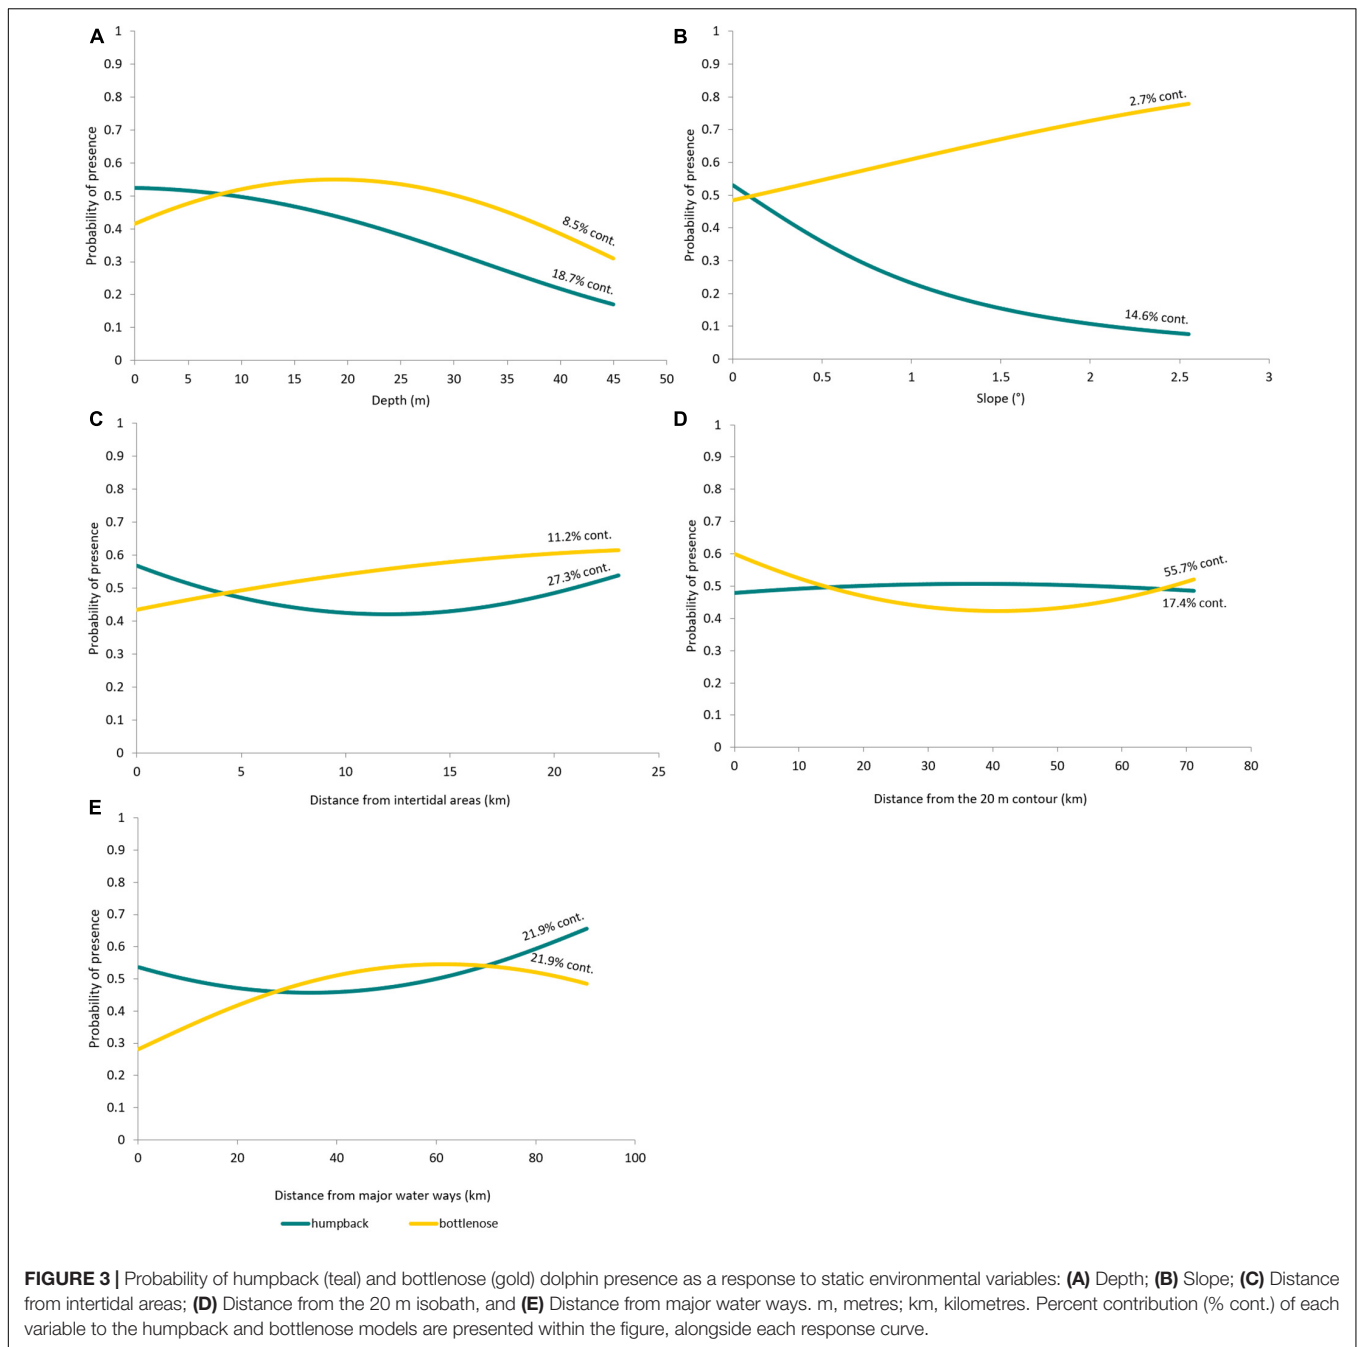 A
1
0.9
0.8
0.7
0.6
0.5
0.4
0.3
0.2
0.1
0
Probability of presence
8.5% cont.
18.7% cont.
0 5 10 15 20 25 30 35 40 45 50
Depth (m)
B
1
0.9
0.8
0.7
0.6
0.5
0.4
0.3
0.2
0.1
0
Probability of presence
2.7% cont.
14.6% cont.
0 0.5 1 1.5 2 2.5 3
Slope (°)
C
1
0.9
0.8
0.7
0.6
0.5
0.4
0.3
0.2
0.1
0
Probability of presence
11.2% cont.
27.3% cont.
0 5 10 15 20 25
Distance from intertidal areas (km)
D
1
0.9
0.8
0.7
0.6
0.5
0.4
0.3
0.2
0.1
0
Probability of presence
55.7% cont.
17.4% cont.
0 10 20 30 40 50 60 70 80
Distance from the 20 m contour (km)
E
1
0.9
0.8
0.7
0.6
0.5
0.4
0.3
0.2
0.1
0
Probability of presence
21.9% cont.
21.9% cont.
0 20 40 60 80 100
Distance from major water ways (km)
humpback bottlenose
FIGURE 3 | Probability of humpback (teal) and bottlenose (gold) dolphin presence as a response to static environmental variables: (A) Depth; (B) Slope; (C) Distance
from intertidal areas; (D) Distance from the 20 m isobath, and (E) Distance from major water ways. m, metres; km, kilometres. Percent contribution (% cont.) of each
variable to the humpback and bottlenose models are presented within the figure, alongside each response curve.